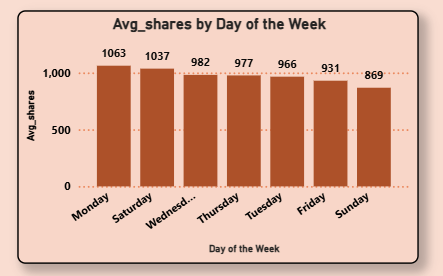 Avg_shares by Day of the Week
1063 1037 982 977 966 931 869
1,000
500
0
Avg_shares
Monday Saturday Wednesd... Thursday Tuesday Friday Sunday
Day of the Week